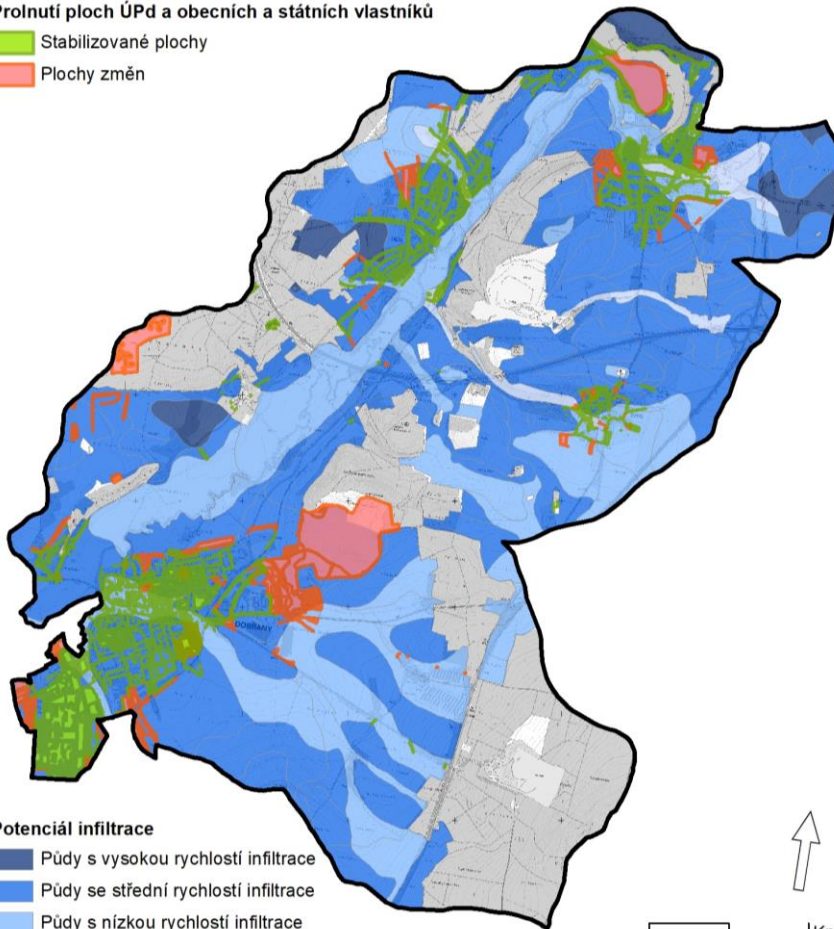 Prolnutí ploch ÚPd a obecních a státních vlastníků
Stabilizované plochy
Plochy změn
DOBŘANY
Potenciál infiltrace
Půdy s vysokou rychlostí infiltrace
Půdy se střední rychlostí infiltrace
Půdy s nízkou rychlostí infiltrace